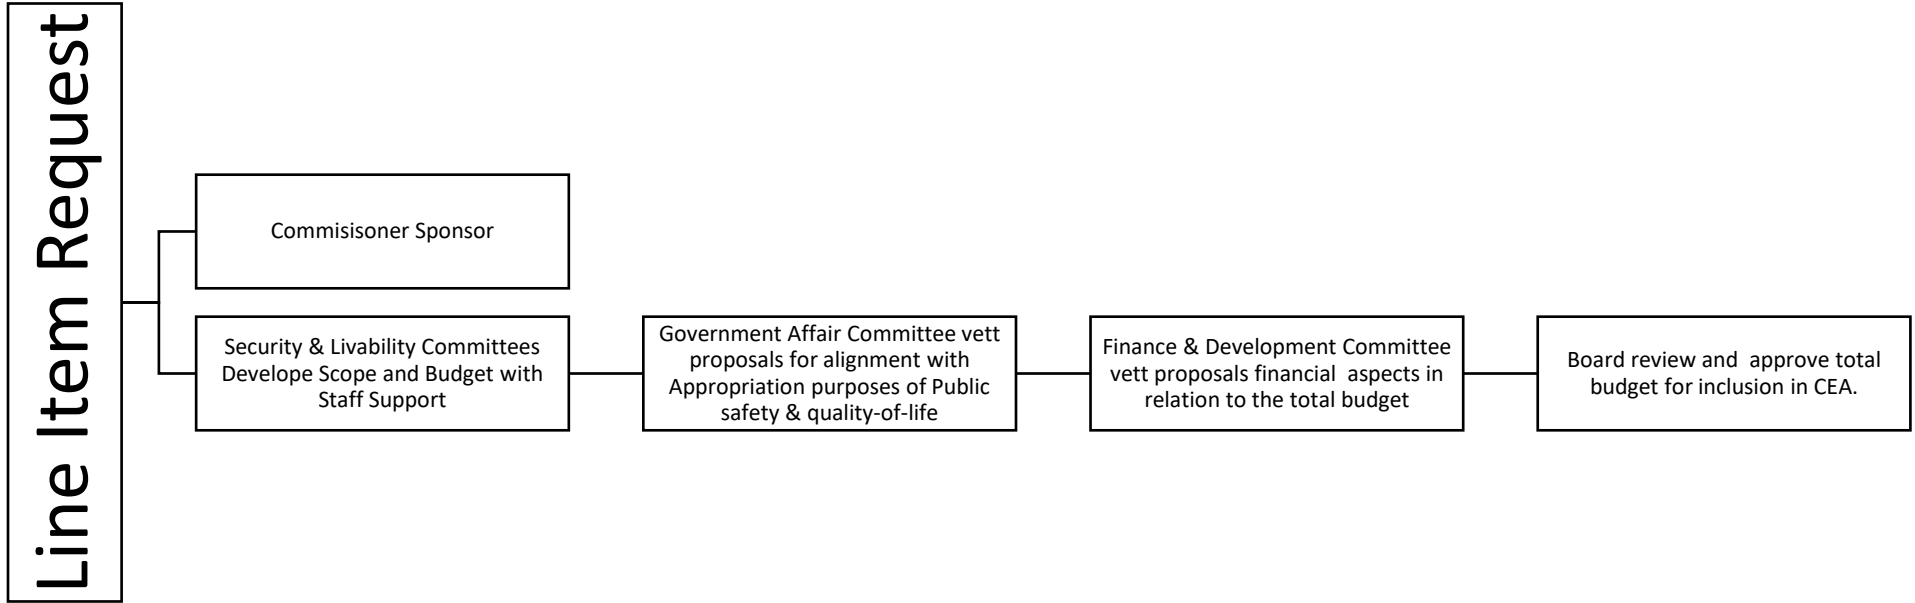 Line Item Request
Commisisoner Sponsor
Security & Livability Committees
Develope Scope and Budget with
Staff Support
Government Affair Committee vett
proposals for alignment with
Appropriation purposes of Public
safety & quality-of-life
Finance & Development Committee
vett proposals financial  aspects in
relation to the total budget
Board review and  approve total
budget for inclusion in CEA.